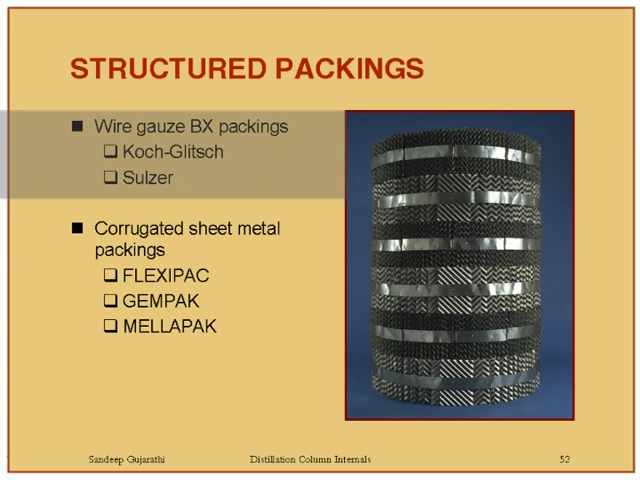 STRUCTURED PACKINGS
Wire gauze BX packings
Koch-Glitsch
Sulzer
Corrugated sheet metal
packings
FLEXIPAC
GEMPAK
MELLAPAK
Sandeep Gujarathi Distillation Column Internals 52